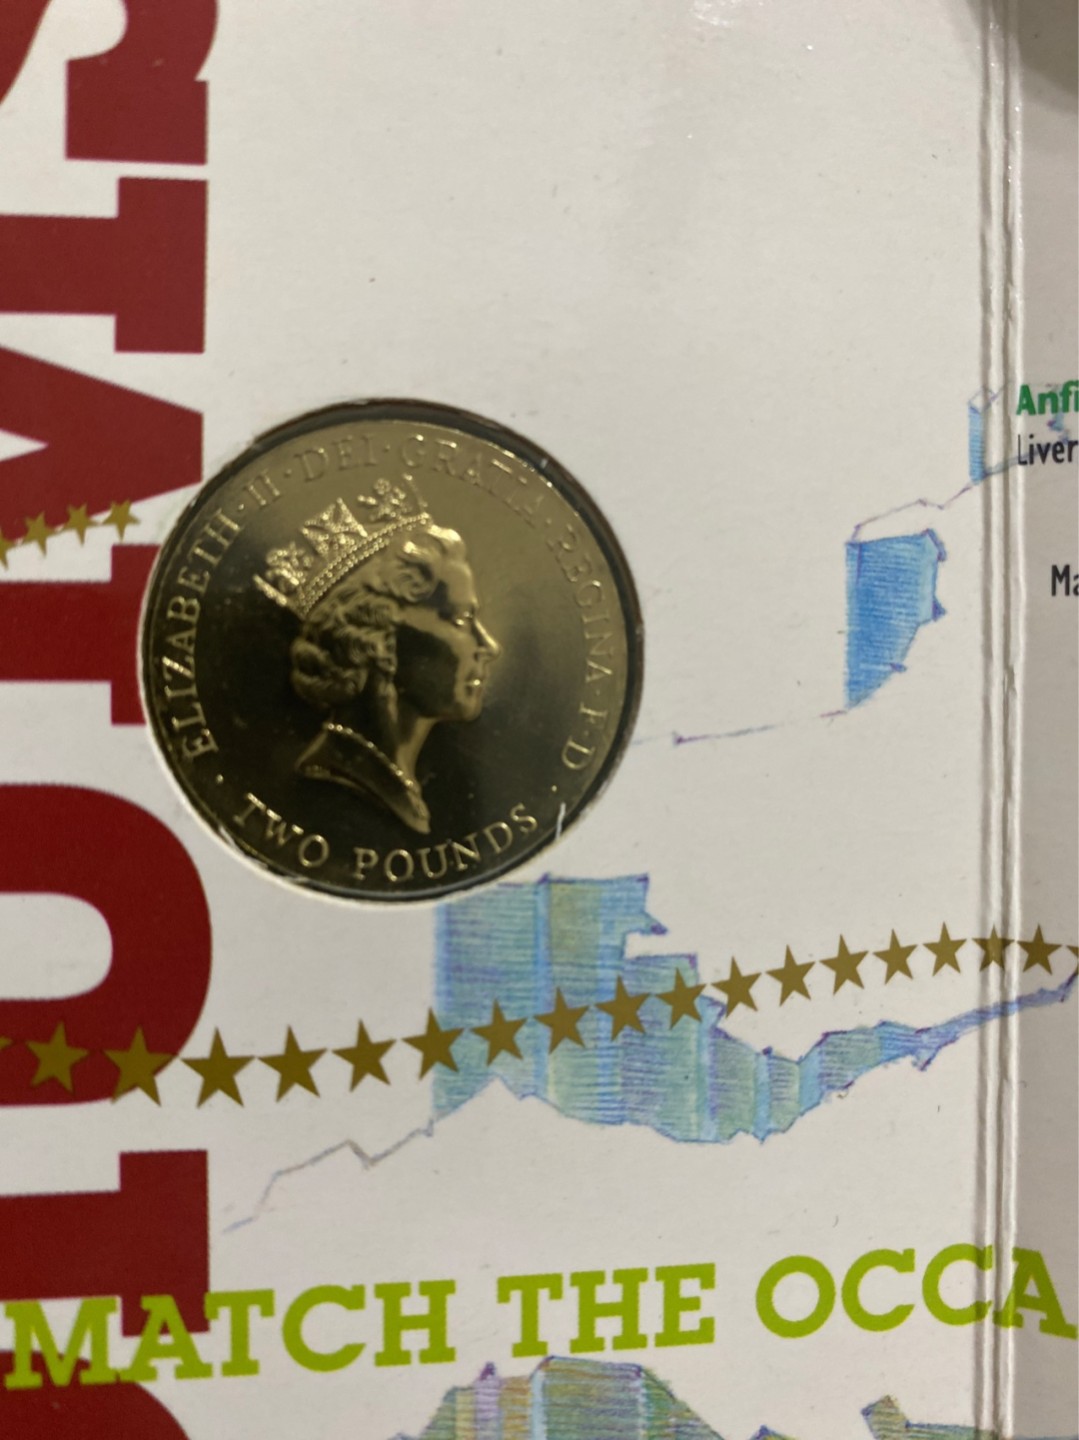 ELIZABETH · II · DEI · GRATIA · REGINA · F · D ·
TWO POUNDS ·
Anfi
Liver
Ma
MATCH THE OCCA